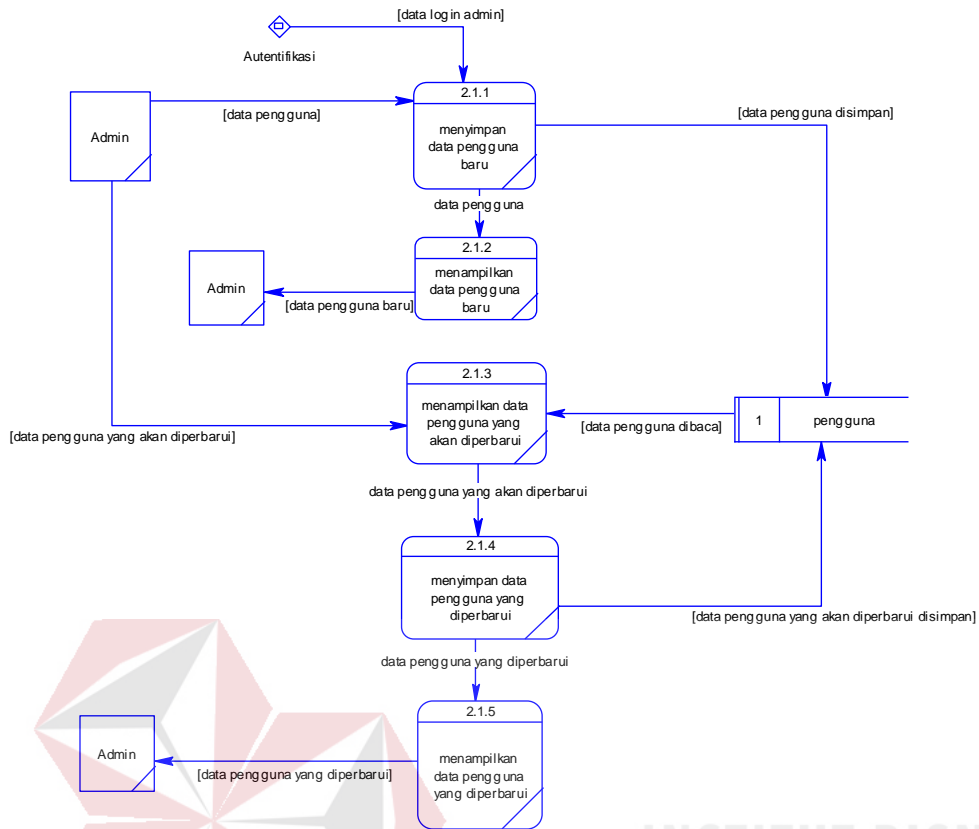 [data login admin]
Autentifikasi
2.1.1
menyimpan
data pengguna
baru
Admin
[data pengguna]
[data pengguna disimpan]
data pengguna
2.1.2
menampilkan
data pengguna
baru
Admin
[data pengguna baru]
2.1.3
menampilkan data
pengguna yang
akan diperbarui
[data pengguna yang akan diperbarui]
[data pengguna dibaca]
1
pengguna
data pengguna yang akan diperbarui
2.1.4
menyimpan data
pengguna yang
diperbarui
[data pengguna yang akan diperbarui disimpan]
data pengguna yang diperbarui
2.1.5
menampilkan
data pengguna
yang diperbarui
Admin
[data pengguna yang diperbarui]